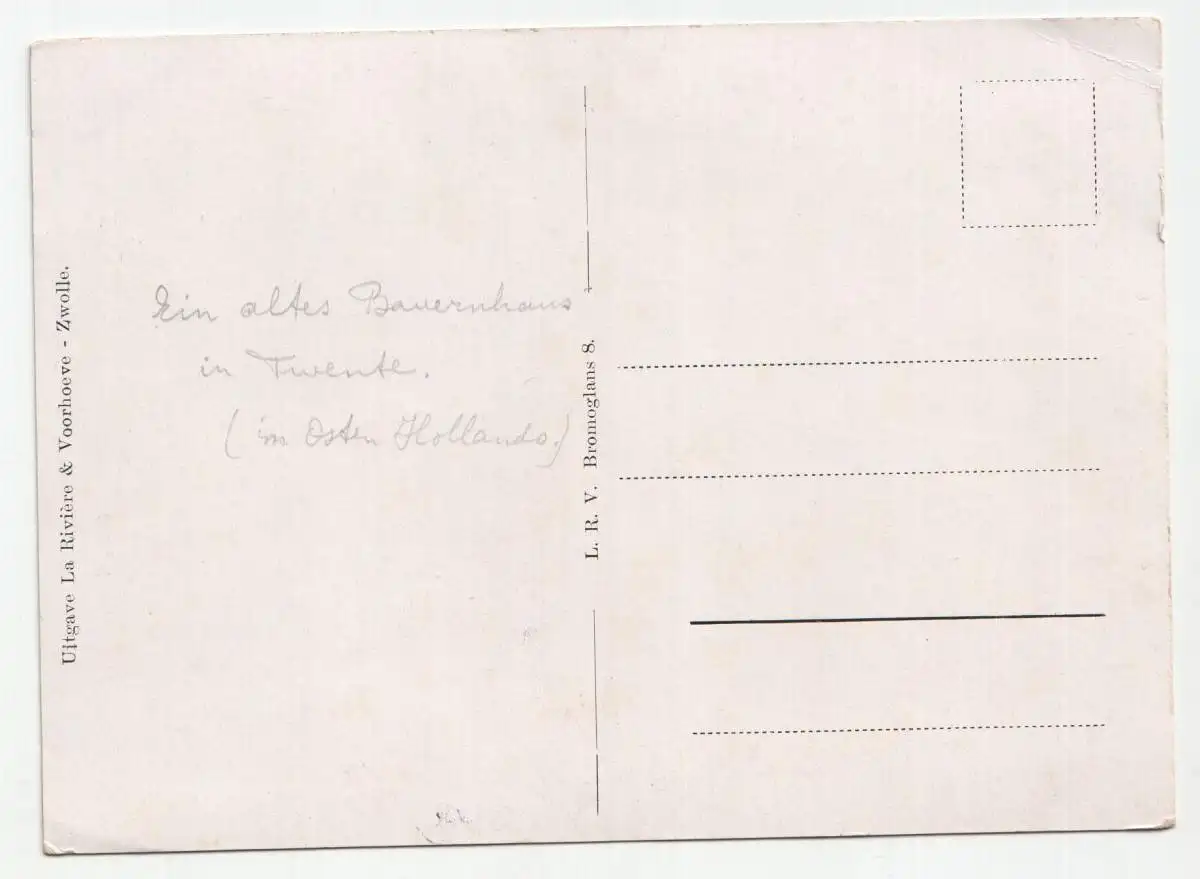 Uitgave La Rivière & Voorhoeve - Zwolle.
Ein altes Bauernhaus
in Twente.
(im Osten Hollands.)
L. R. V. Bromoglans 8.